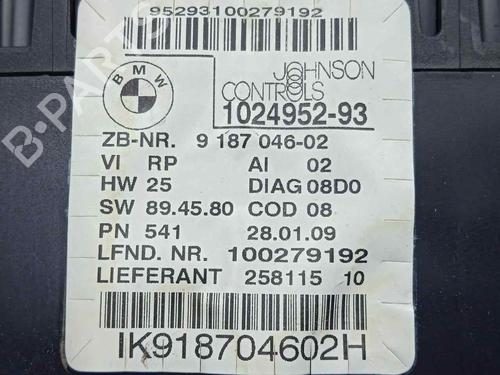 95293100279192
BMW
JOHNSON
CONTROLS
1024952-93
ZB-NR. 9 187 046-02
VI RP AI 02
HW 25 DIAG 08D0
SW 89.45.80 COD 08
PN 541 28.01.09
LFND. NR. 100279192
LIEFERANT 258115 10
IK918704602H
B-PARTS